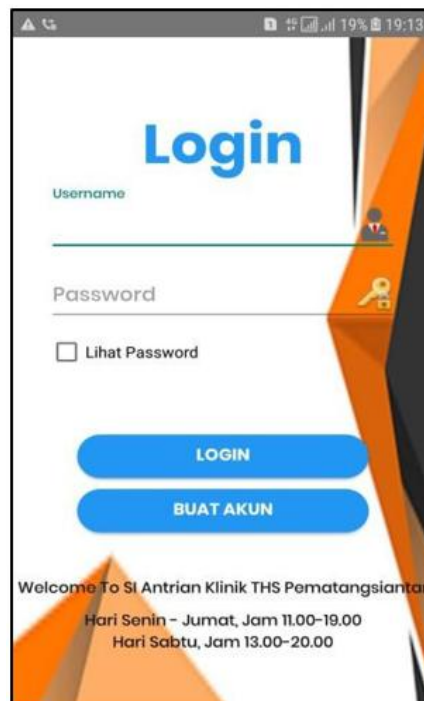 19% 19:13
Login
Username
Password
Lihat Password
LOGIN
BUAT AKUN
Welcome To SI Antrian Klinik THS Pematangsiantar
Hari Senin - Jumat, Jam 11.00-19.00
Hari Sabtu, Jam 13.00-20.00